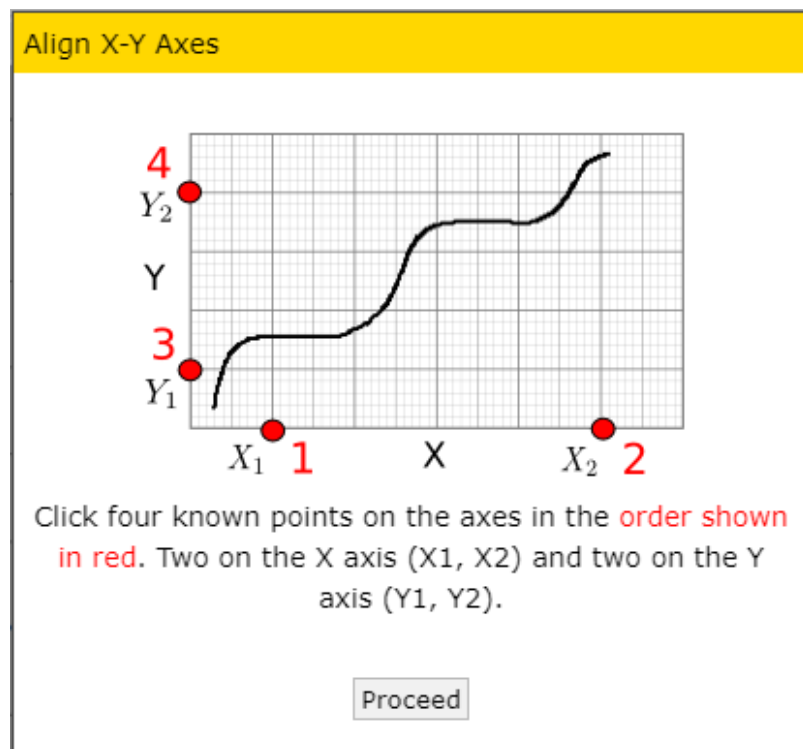 Align X-Y Axes
4
Y₂
Y
3
Y₁
X₁ 1 X X₂ 2
Click four known points on the axes in the order shown
in red. Two on the X axis (X1, X2) and two on the Y
axis (Y1, Y2).
Proceed